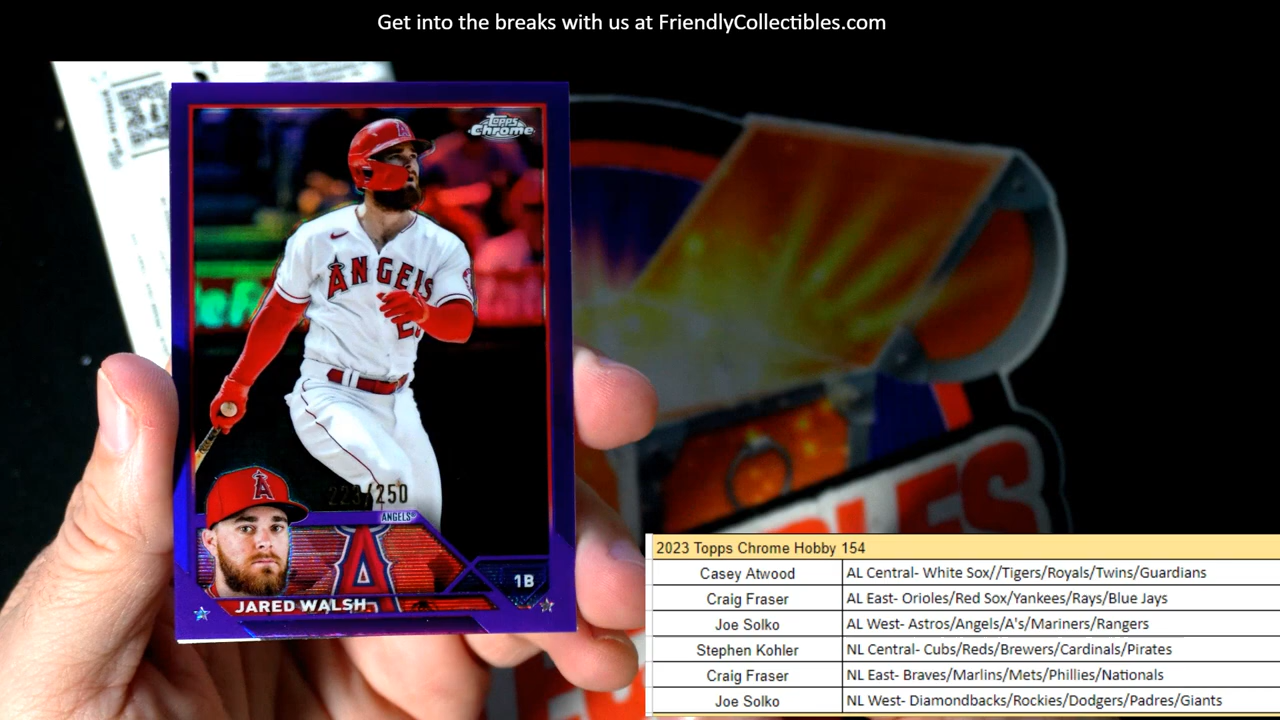 Get into the breaks with us at FriendlyCollectibles.com
Topps
Chrome
ANGELS
/250
ANGELS
A
1B
JARED WALSH
LES
2023 Topps Chrome Hobby 154
Casey Atwood AL Central- White Sox//Tigers/Royals/Twins/Guardians
Craig Fraser AL East- Orioles/Red Sox/Yankees/Rays/Blue Jays
Joe Solko AL West- Astros/Angels/A's/Mariners/Rangers
Stephen Kohler NL Central- Cubs/Reds/Brewers/Cardinals/Pirates
Craig Fraser NL East- Braves/Marlins/Mets/Phillies/Nationals
Joe Solko NL West- Diamondbacks/Rockies/Dodgers/Padres/Giants